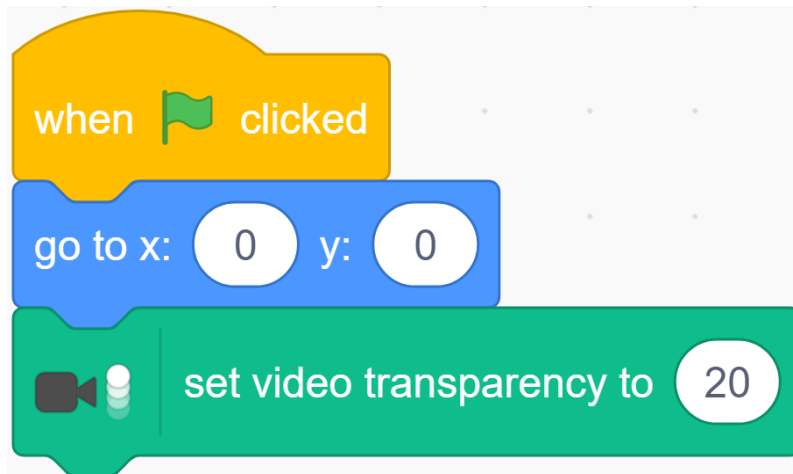 when clicked
go to x: 0 y: 0
set video transparency to 20